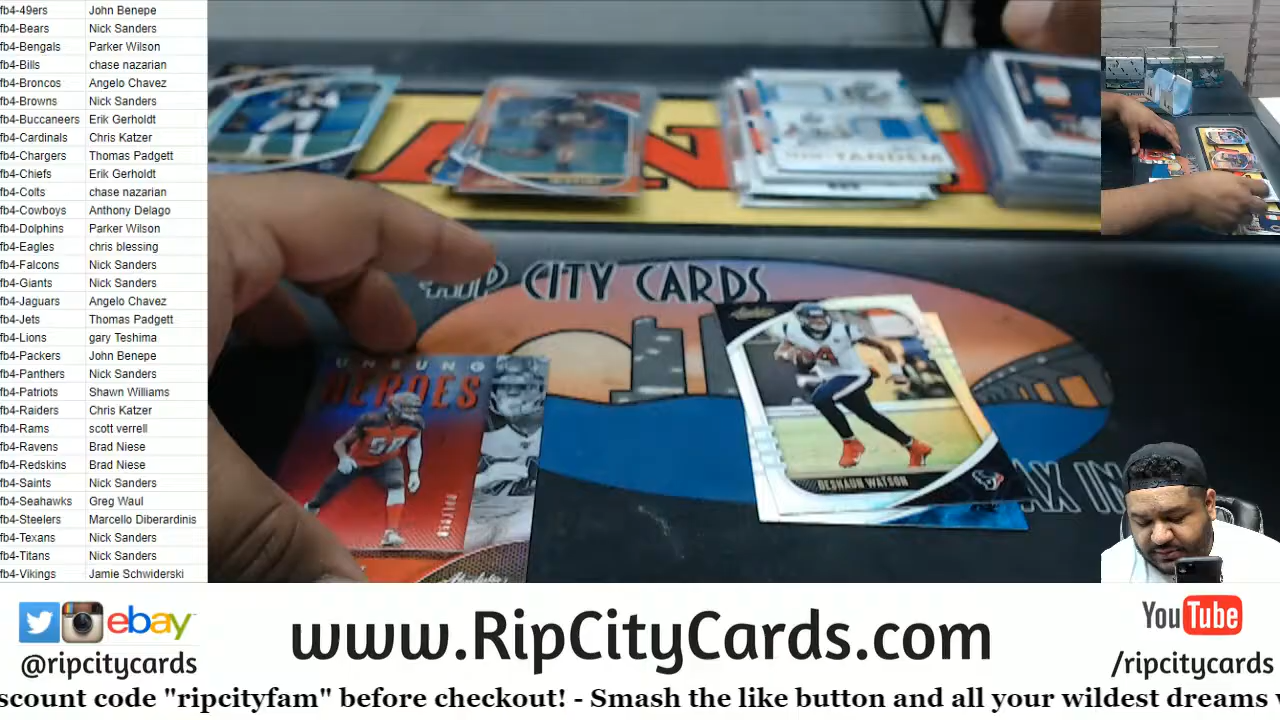 fb4-49ers John Benepe
fb4-Bears Nick Sanders
fb4-Bengals Parker Wilson
fb4-Bills chase nazarian
fb4-Broncos Angelo Chavez
fb4-Browns Nick Sanders
fb4-Buccaneers Erik Gerholdt
fb4-Cardinals Chris Katzer
fb4-Chargers Thomas Padgett
fb4-Chiefs Erik Gerholdt
fb4-Colts chase nazarian
fb4-Cowboys Anthony Delago
fb4-Dolphins Parker Wilson
fb4-Eagles chris blessing
fb4-Falcons Nick Sanders
fb4-Giants Nick Sanders
fb4-Jaguars Angelo Chavez
fb4-Jets Thomas Padgett
fb4-Lions gary Teshima
fb4-Packers John Benepe
fb4-Panthers Nick Sanders
fb4-Patriots Shawn Williams
fb4-Raiders Chris Katzer
fb4-Rams scott verrell
fb4-Ravens Brad Niese
fb4-Redskins Brad Niese
fb4-Saints Nick Sanders
fb4-Seahawks Greg Waul
fb4-Steelers Marcello Diberardinis
fb4-Texans Nick Sanders
fb4-Titans Nick Sanders
fb4-Vikings Jamie Schwiderski
TANDEM
RIP CITY CARDS
UNSUNG
HEROES
DESHAUN WATSON
Absolute
ebay
@ripcitycards
www.RipCityCards.com
YouTube
/ripcitycards
scount code "ripcityfam" before checkout! - Smash the like button and all your wildest dreams